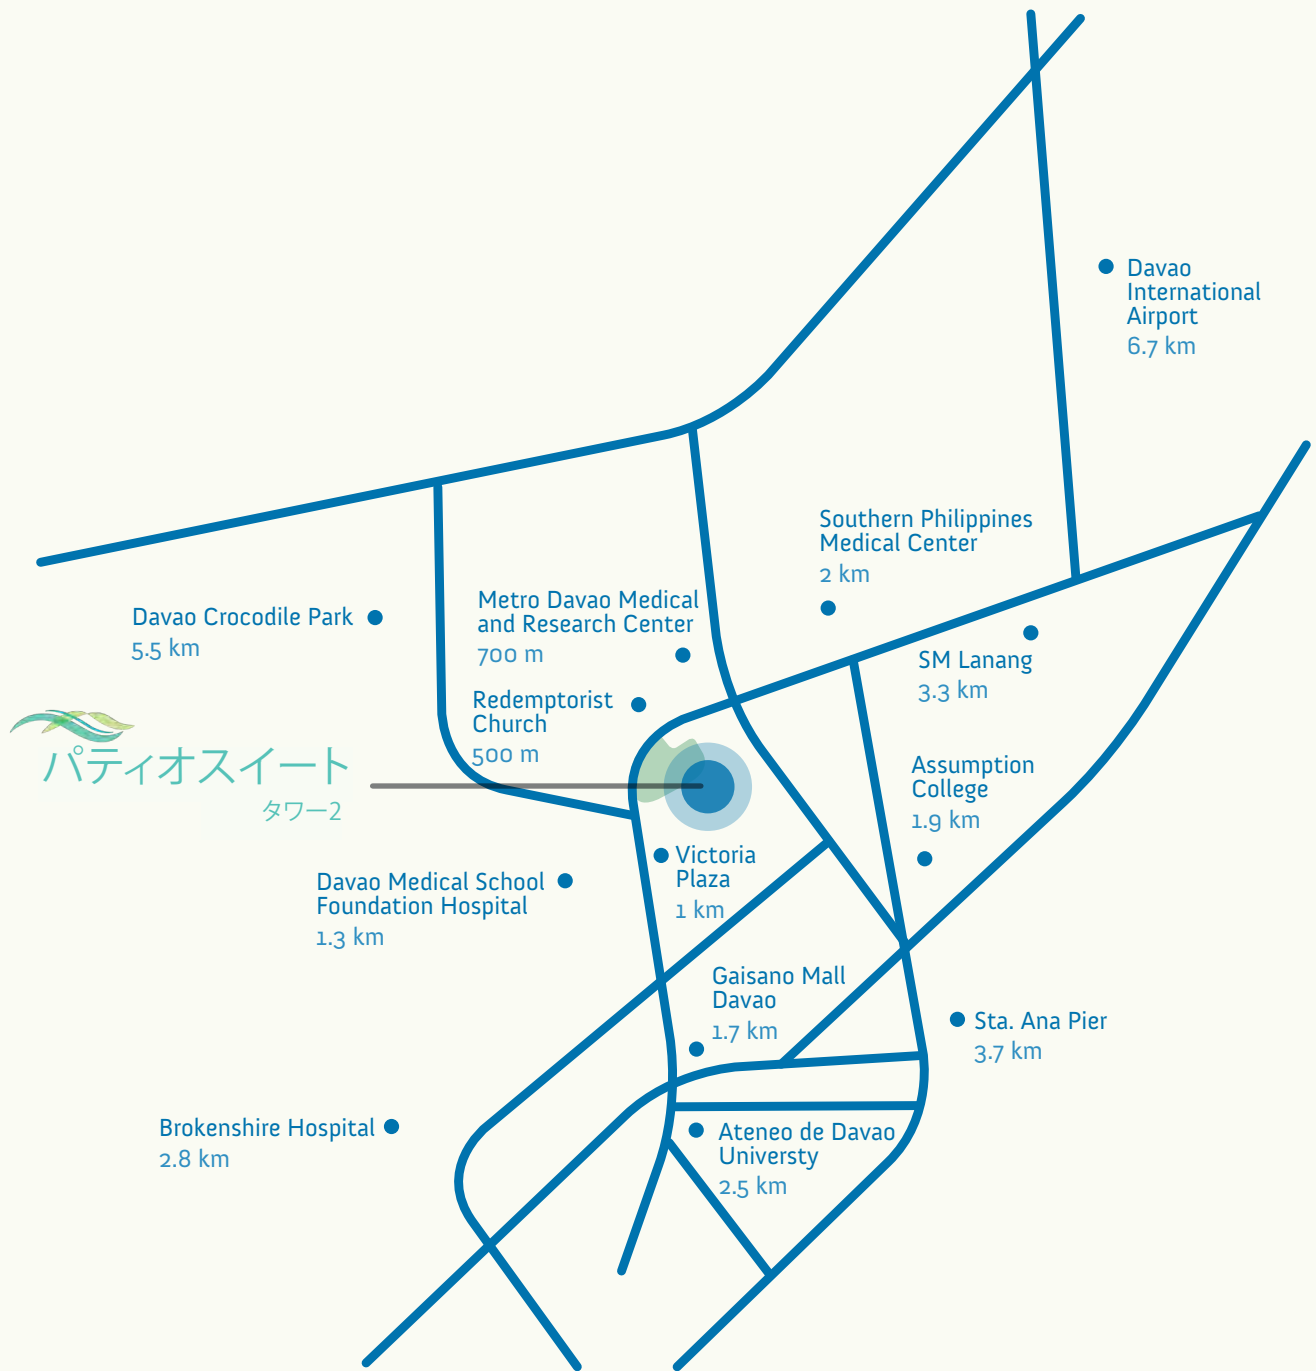 Davao
International
Airport
6.7 km
Southern Philippines
Medical Center
2 km
Metro Davao Medical
and Research Center
700 m
Davao Crocodile Park
5.5 km
SM Lanang
3.3 km
Redemptorist
Church
500 m
パティオスイート
タワー2
Assumption
College
1.9 km
Victoria
Plaza
1 km
Davao Medical School
Foundation Hospital
1.3 km
Gaisano Mall
Davao
1.7 km
Sta. Ana Pier
3.7 km
Brokenshire Hospital
2.8 km
Ateneo de Davao
Universty
2.5 km